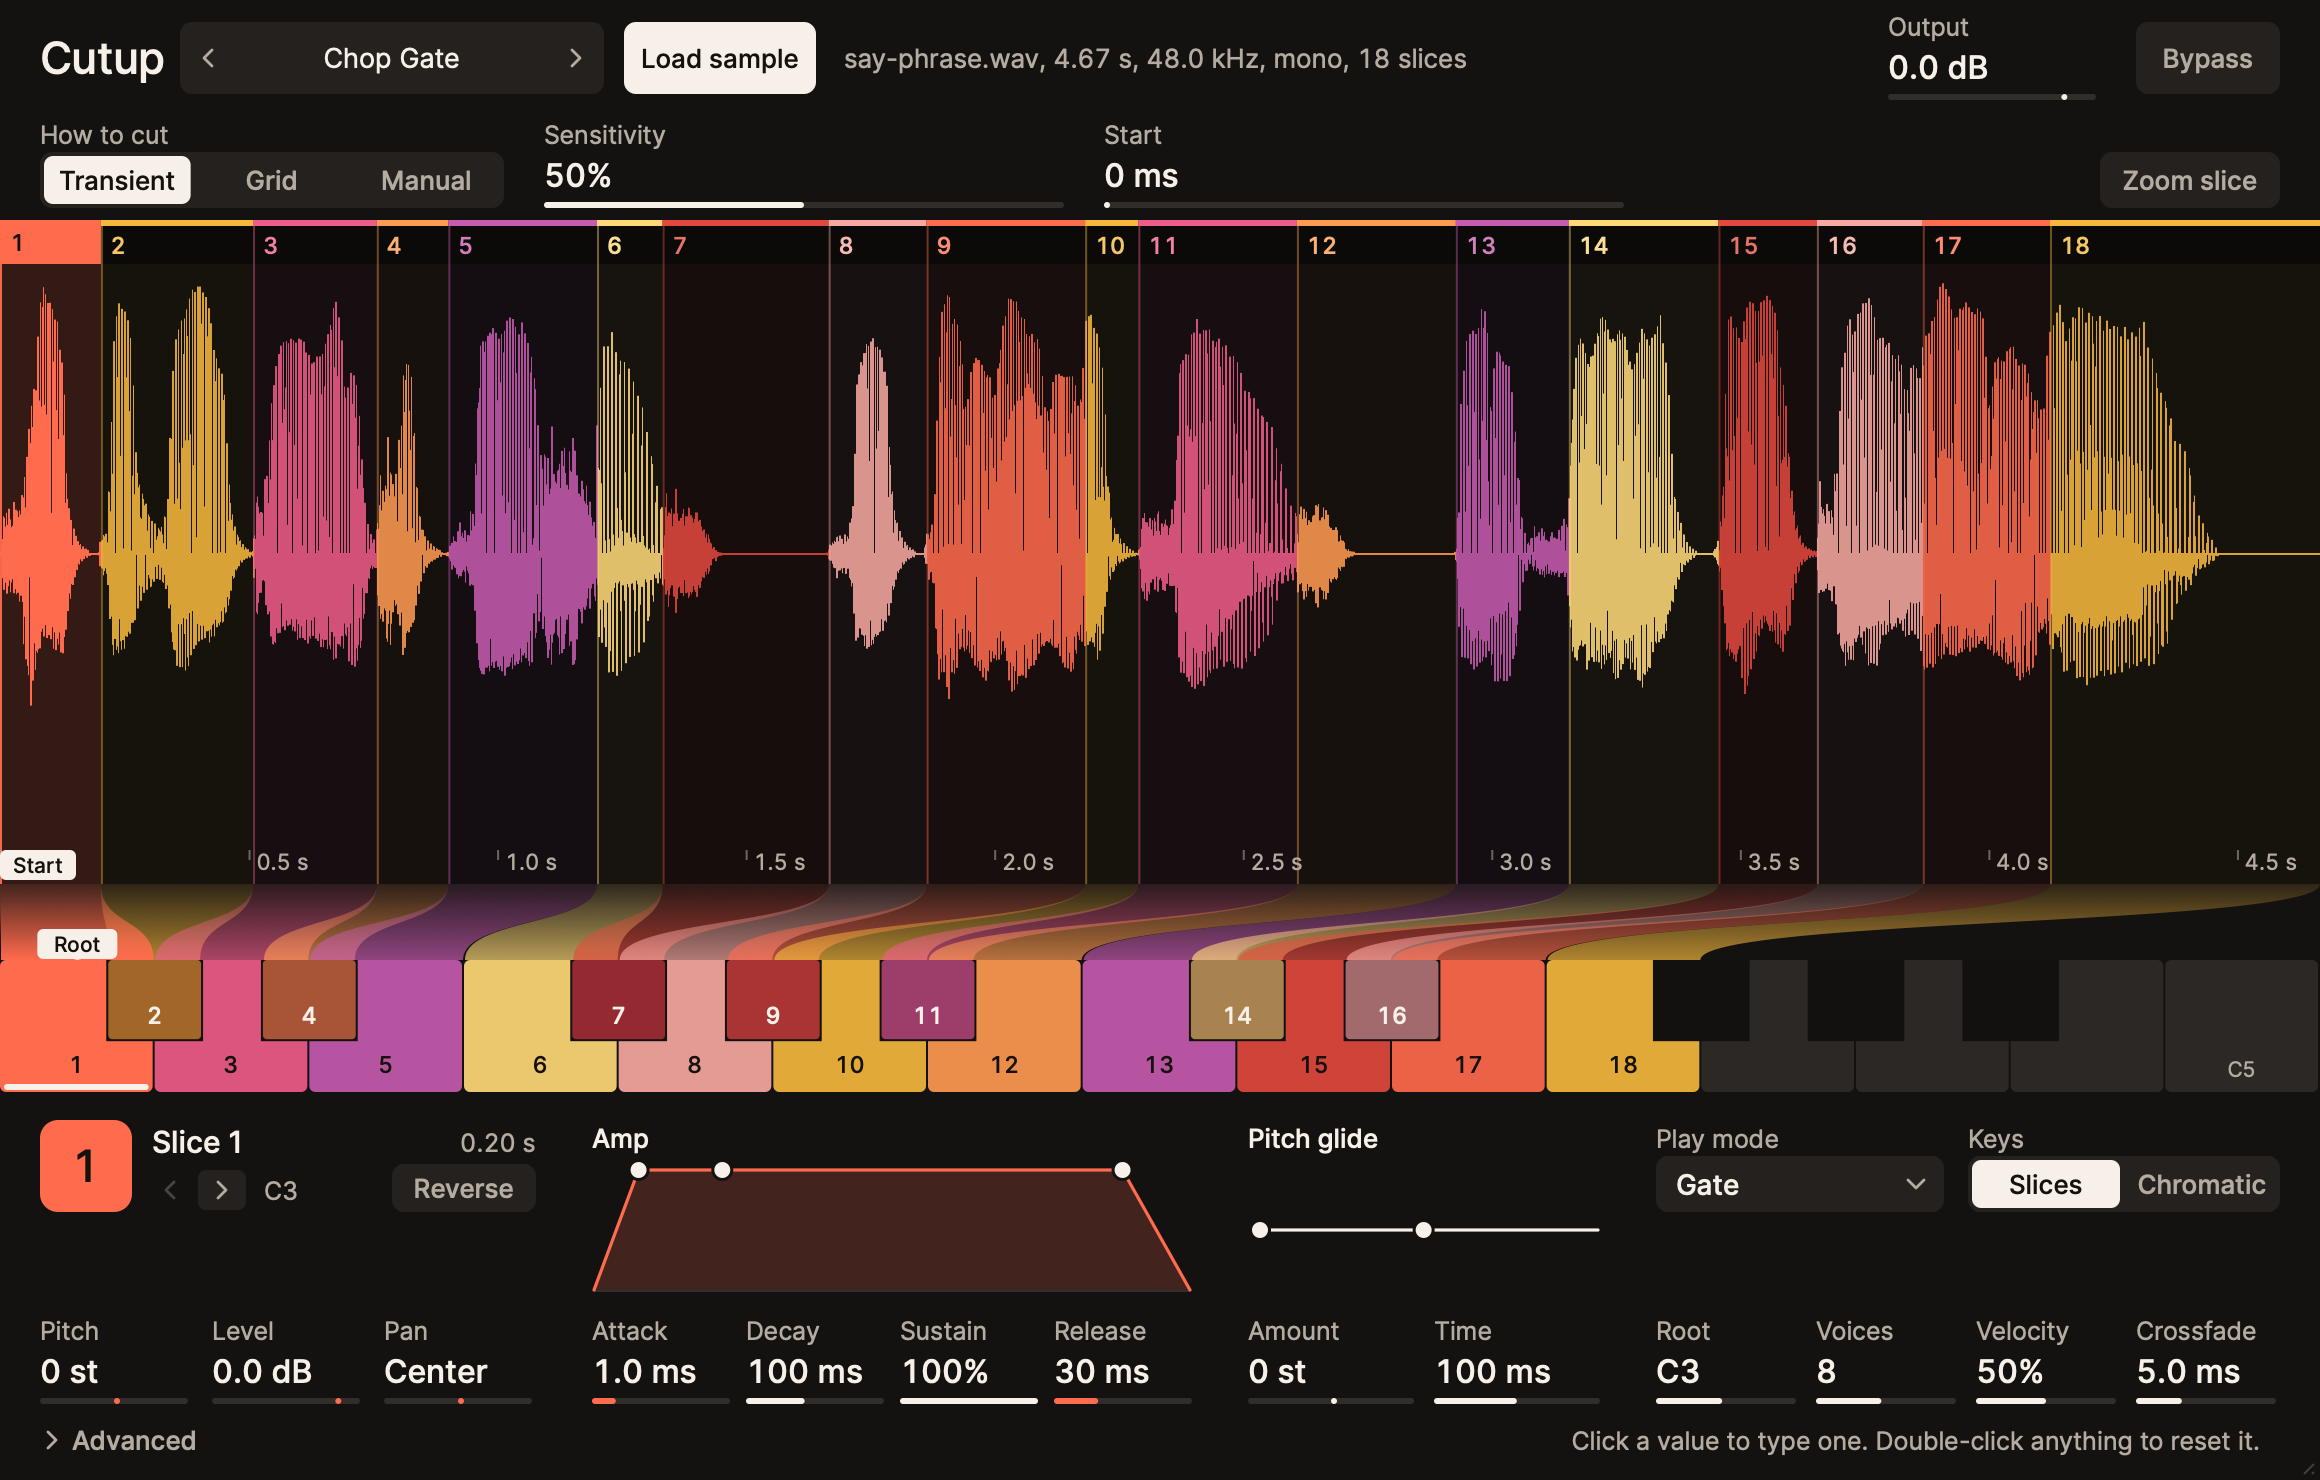 Cutup
Chop Gate
Load sample
say-phrase.wav, 4.67 s, 48.0 kHz, mono, 18 slices
Output
0.0 dB
Bypass
How to cut
Transient Grid Manual
Sensitivity
50%
Start
0 ms
Zoom slice
1 2 3 4 5 6 7 8 9 10 11 12 13 14 15 16 17 18
Start 0.5 s 1.0 s 1.5 s 2.0 s 2.5 s 3.0 s 3.5 s 4.0 s 4.5 s
Root
2 4 7 9 11 14 16
1 3 5 6 8 10 12 13 15 17 18 C5
1
Slice 1 0.20 s
C3 Reverse
Amp
Pitch glide
Play mode
Gate
Keys
Slices Chromatic
Pitch Level Pan Attack Decay Sustain Release Amount Time Root Voices Velocity Crossfade
0 st 0.0 dB Center 1.0 ms 100 ms 100% 30 ms 0 st 100 ms C3 8 50% 5.0 ms
Advanced
Click a value to type one. Double-click anything to reset it.